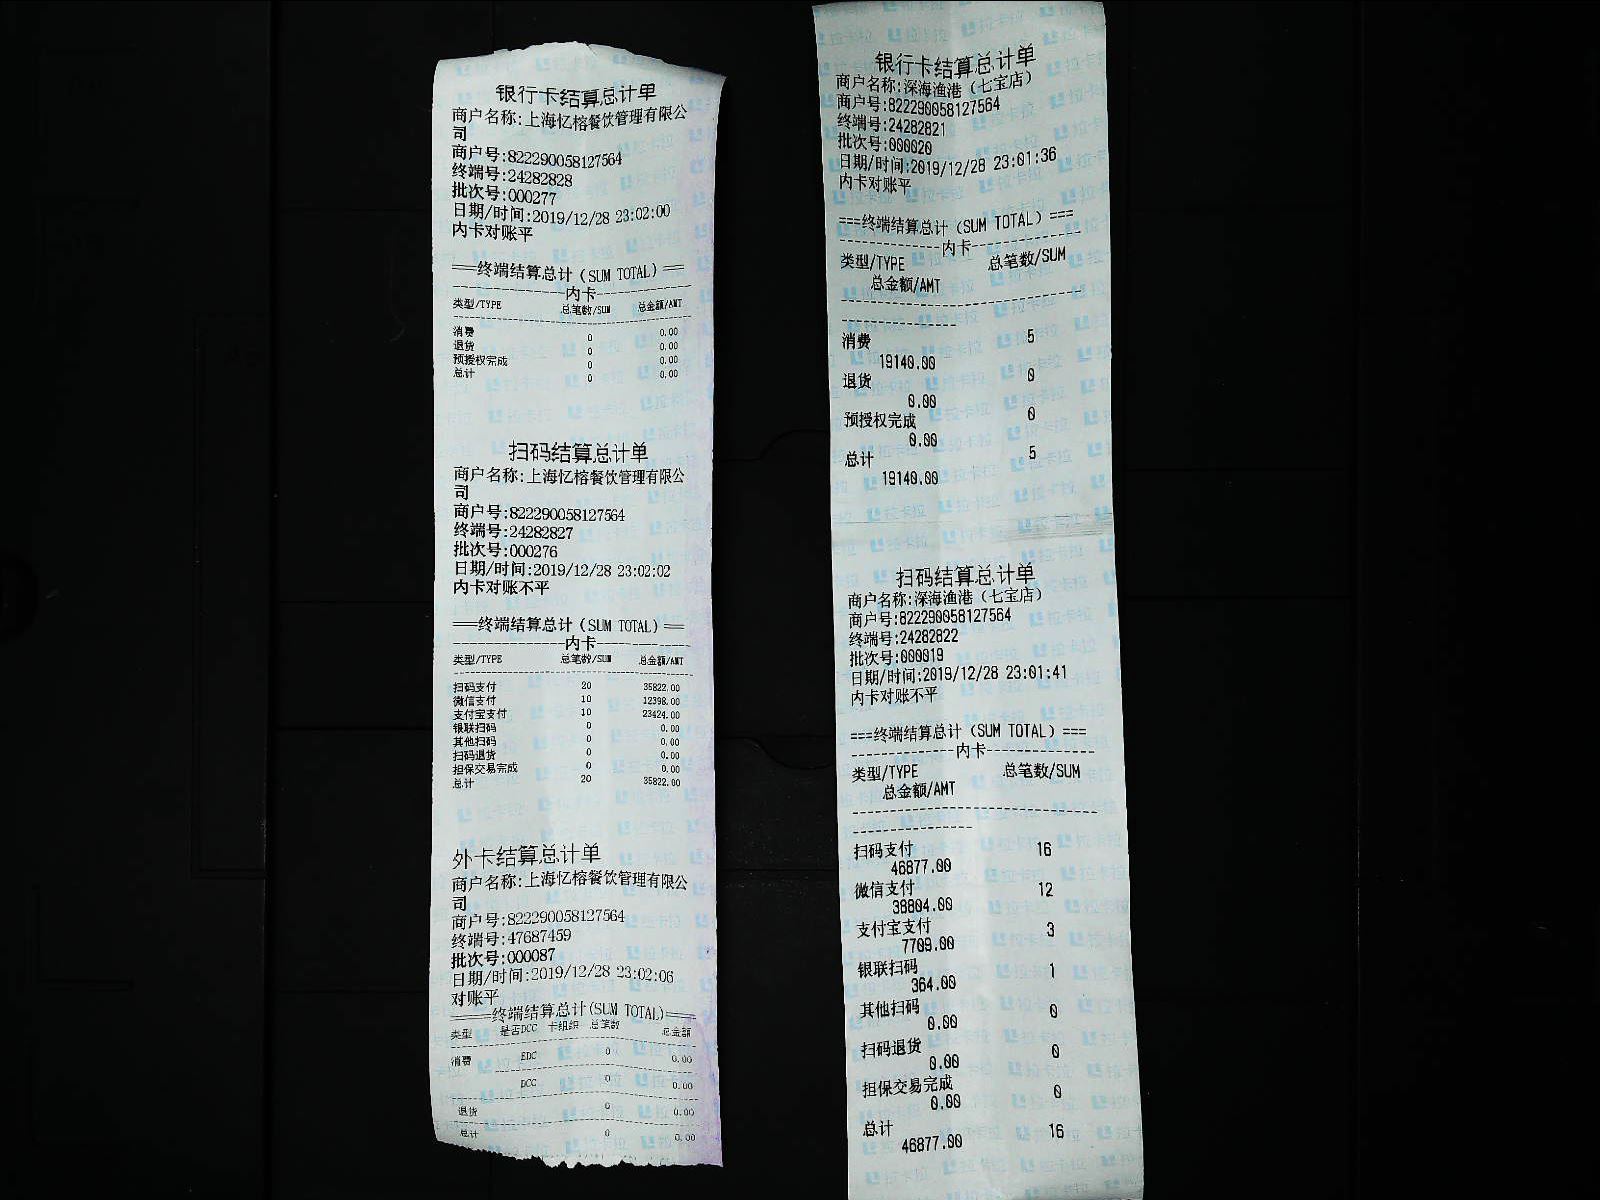 银行卡结算总计单
商户名称:上海忆榕餐饮管理有限公
司
商户号:822290058127564
终端号:24282828
批次号:000277
日期/时间:2019/12/28 23:02:00
内卡对账平
===终端结算总计(SUM TOTAL)===
---------------内卡---------------
类型/TYPE 总笔数/SUM 总金额/AMT
消费 0 0.00
退货 0 0.00
预授权完成 0 0.00
总计 0 0.00
扫码结算总计单
商户名称:上海忆榕餐饮管理有限公
司
商户号:822290058127564
终端号:24282827
批次号:000276
日期/时间:2019/12/28 23:02:02
内卡对账不平
===终端结算总计(SUM TOTAL)===
---------------内卡---------------
类型/TYPE 总笔数/SUM 总金额/AMT
扫码支付 20 35822.00
微信支付 10 12398.00
支付宝支付 10 23424.00
银联扫码 0 0.00
其他扫码 0 0.00
扫码退货 0 0.00
担保交易完成 0 0.00
总计 20 35822.00
外卡结算总计单
商户名称:上海忆榕餐饮管理有限公
司
商户号:822290058127564
终端号:47687459
批次号:000087
日期/时间:2019/12/28 23:02:06
对账平
=====终端结算总计(SUM TOTAL)====
类型 是否DCC 卡组织 总笔数 总金额
消费 EDC 0 0.00
DCC 0 0.00
退货 0 0.00
总计 0 0.00
银行卡结算总计单
商户名称:深海渔港（七宝店）
商户号:822290058127564
终端号:24282821
批次号:000020
日期/时间:2019/12/28 23:01:36
内卡对账平
===终端结算总计（SUM TOTAL）===
--------------内卡--------------
类型/TYPE 总笔数/SUM
总金额/AMT
消费 5
19140.00
退货 0
0.00
预授权完成 0
0.00
总计 5
19140.00
扫码结算总计单
商户名称:深海渔港（七宝店）
商户号:822290058127564
终端号:24282822
批次号:000019
日期/时间:2019/12/28 23:01:41
内卡对账不平
===终端结算总计（SUM TOTAL）===
--------------内卡--------------
类型/TYPE 总笔数/SUM
总金额/AMT
扫码支付 16
46877.00
微信支付 12
38804.00
支付宝支付 3
7709.00
银联扫码 1
364.00
其他扫码 0
0.00
扫码退货 0
0.00
担保交易完成 0
0.00
总计 16
46877.00